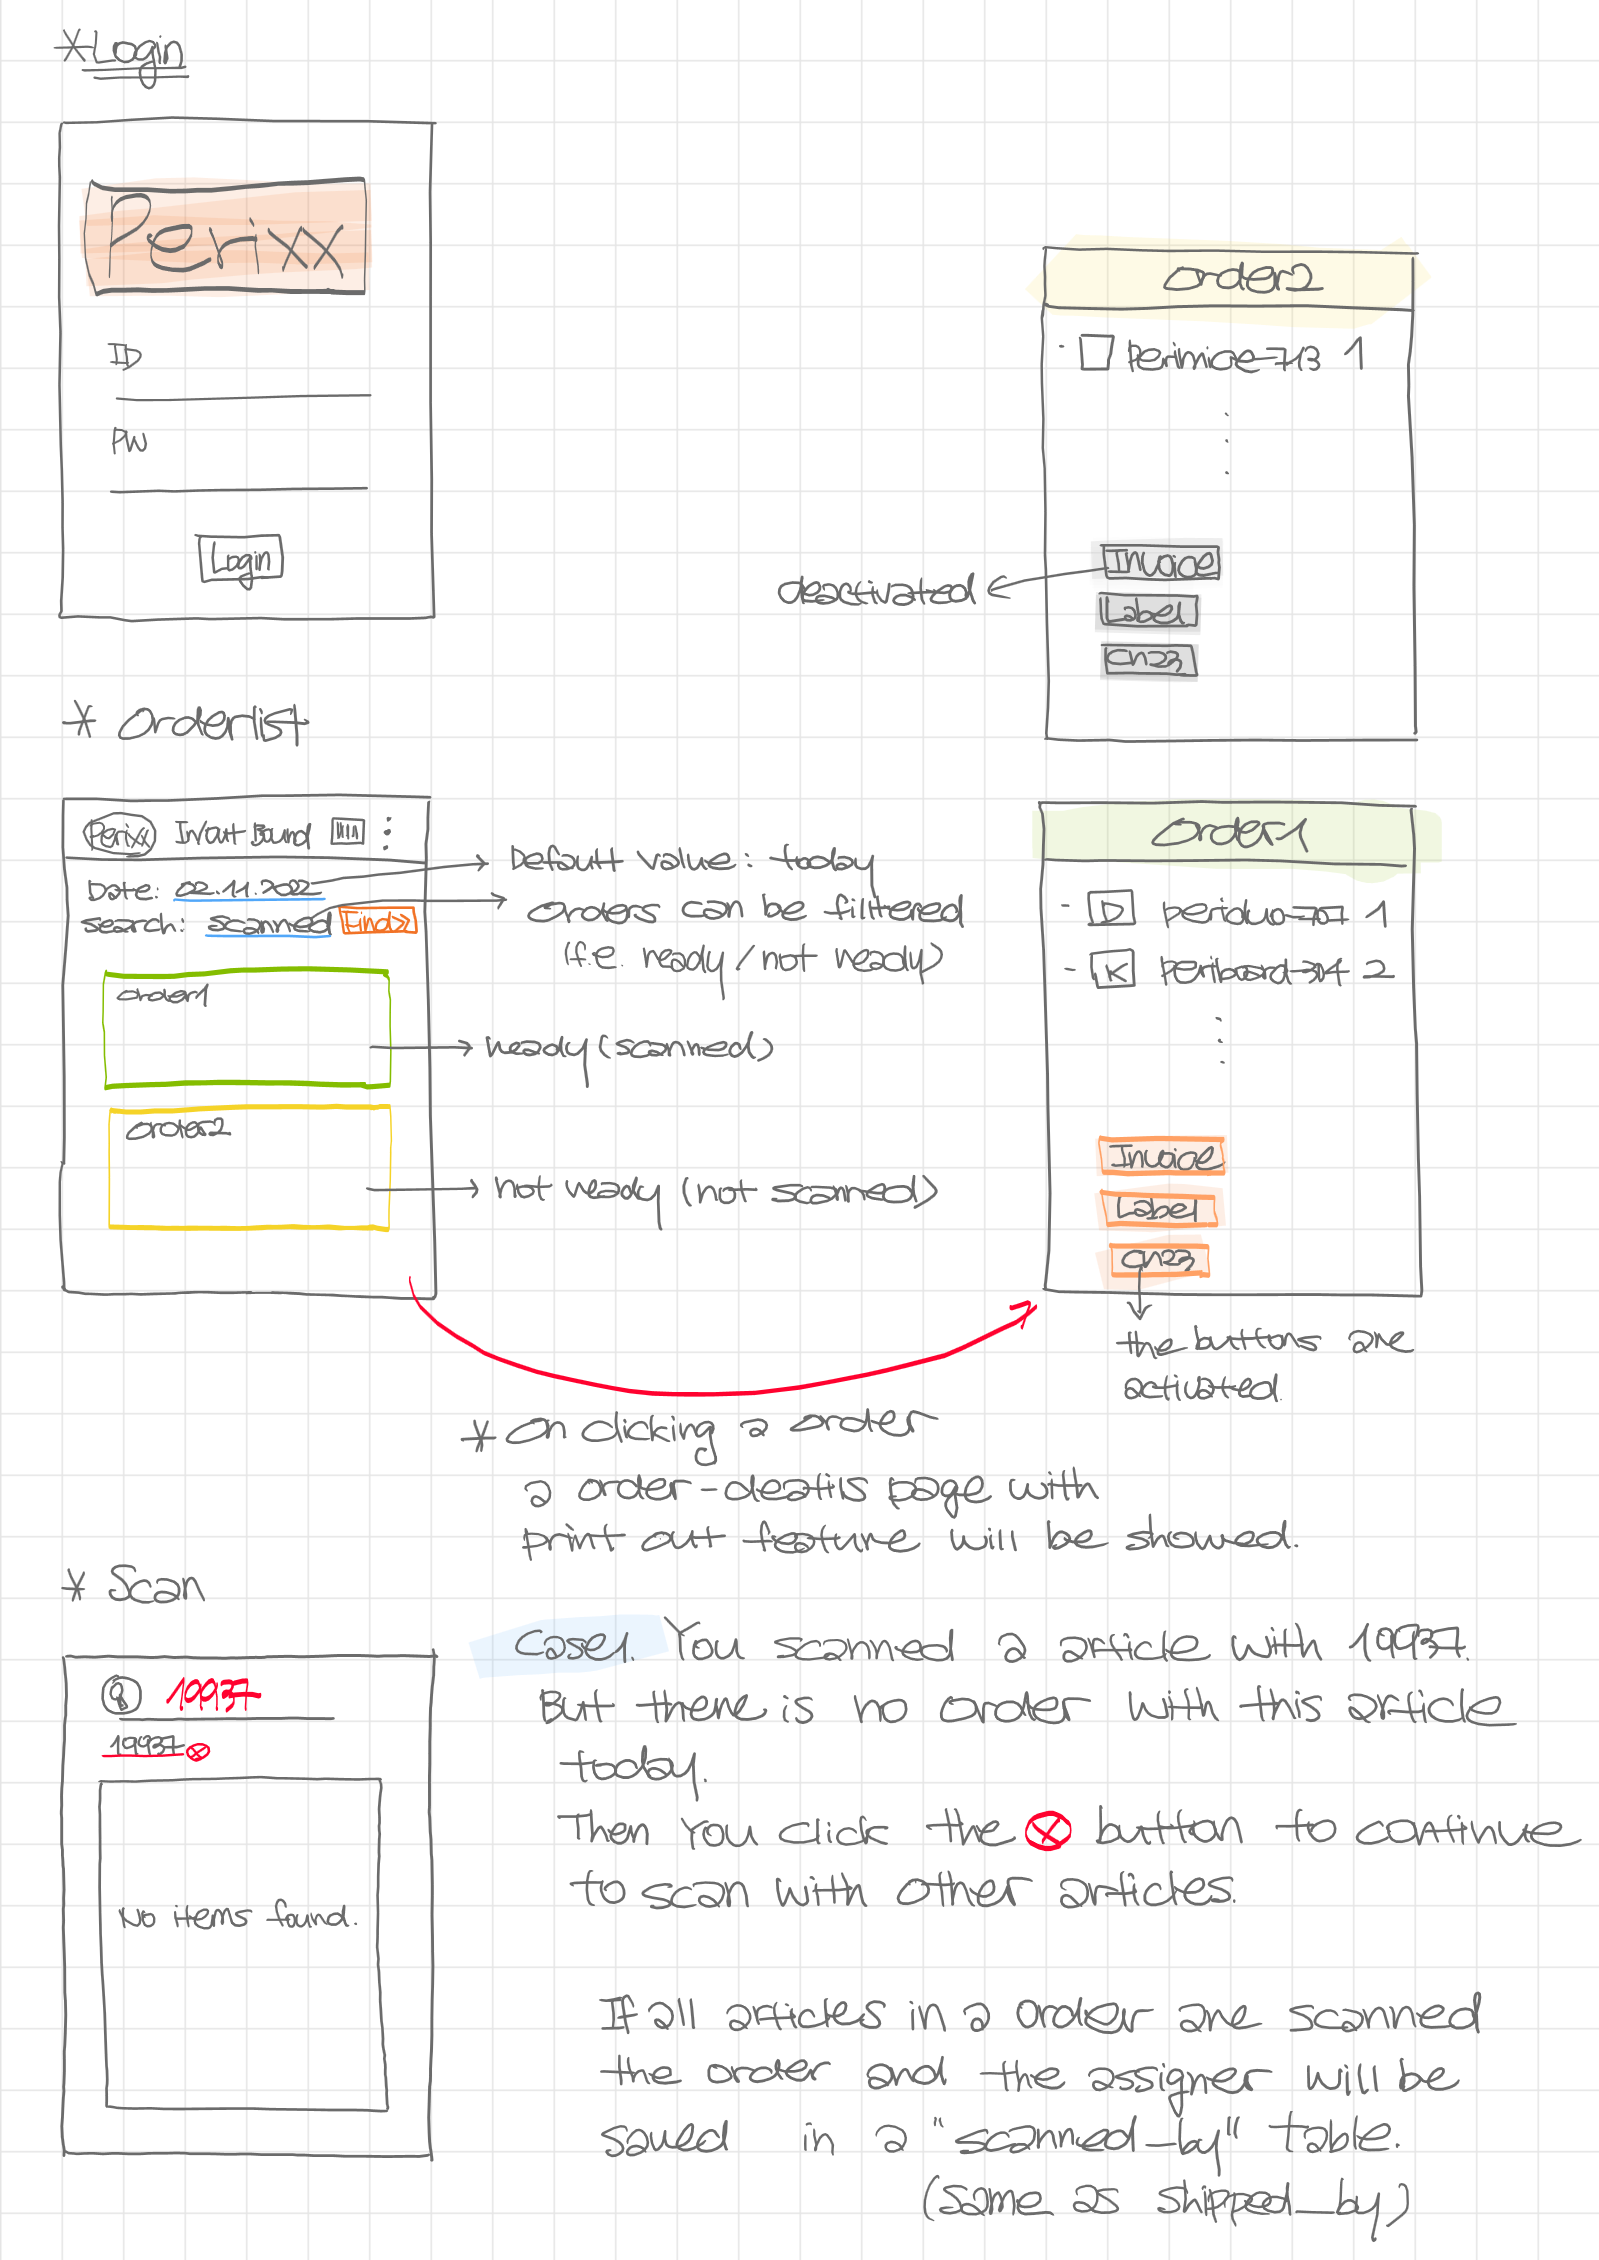 *Login
Perixx
ID
PW
Login
order2
- perimice-713 1
Invoice
deactivated
Label
CN23
* Orderlist
Perixx In/Out Bound
Date: 02.11.2022
Default value: today
search: scanned Find>
orders can be filltered
(f.e. ready/not ready)
order1
ready (scanned)
order2
not ready (not scanned)
Order1
- D periduo-707 1
- K periboard-304 2
Invoice
Label
CN23
the buttons are
activated.
* On clicking a order
a order-deatils page with
print out feature will be showed.
* Scan
19937
19937
No items found.
Case1. You scanned a article with 19937.
But there is no order with this article
today.
Then You click the button to continue
to scan with other articles.
If all articles in a order are scanned
the order and the assigner will be
saved in a "scanned_by" table.
(same as shipped_by)